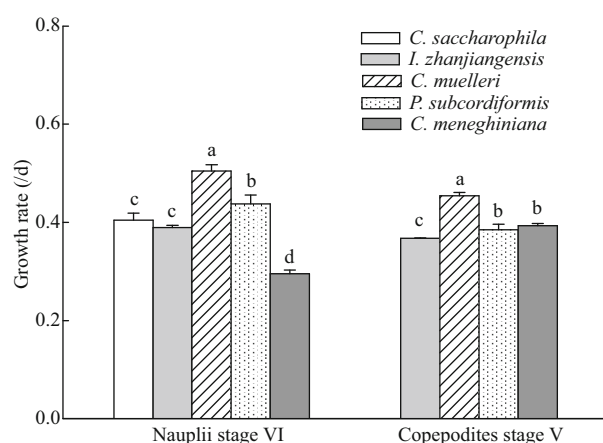 0.8
C. saccharophila
I. zhanjiangensis
C. muelleri
P. subcordiformis
C. meneghiniana
0.6
a
b
a
c
c
b
b
c
0.4
d
Growth rate (/d)
0.2
0.0
Nauplii stage VI
Copepodites stage V